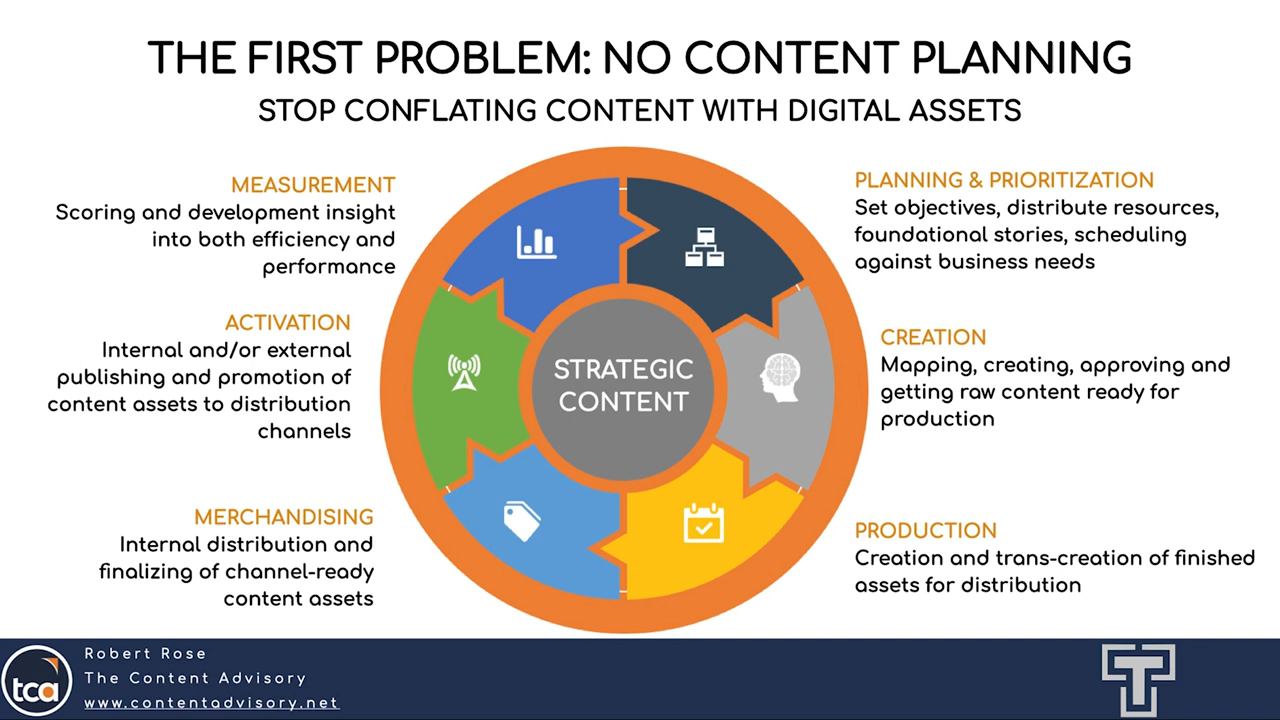 THE FIRST PROBLEM: NO CONTENT PLANNING
STOP CONFLATING CONTENT WITH DIGITAL ASSETS
MEASUREMENT
Scoring and development insight
into both efficiency and
performance
ACTIVATION
Internal and/or external
publishing and promotion of
content assets to distribution
channels
MERCHANDISING
Internal distribution and
finalizing of channel-ready
content assets
STRATEGIC
CONTENT
PLANNING & PRIORITIZATION
Set objectives, distribute resources,
foundational stories, scheduling
against business needs
CREATION
Mapping, creating, approving and
getting raw content ready for
production
PRODUCTION
Creation and trans-creation of finished
assets for distribution
tca
Robert Rose
The Content Advisory
www.contentadvisory.net
T